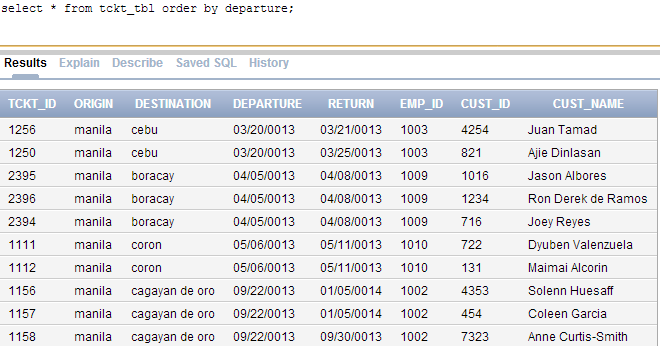 select * from tckt_tbl order by departure;
Results Explain Describe Saved SQL History
TCKT_ID ORIGIN DESTINATION DEPARTURE RETURN EMP_ID CUST_ID CUST_NAME
1256 manila cebu 03/20/0013 03/21/0013 1003 4254 Juan Tamad
1250 manila cebu 03/20/0013 03/25/0013 1003 821 Ajie Dinlasan
2395 manila boracay 04/05/0013 04/08/0013 1009 1016 Jason Albores
2396 manila boracay 04/05/0013 04/08/0013 1009 1234 Ron Derek de Ramos
2394 manila boracay 04/05/0013 04/08/0013 1009 716 Joey Reyes
1111 manila coron 05/06/0013 05/11/0013 1010 722 Dyuben Valenzuela
1112 manila coron 05/06/0013 05/11/0013 1010 131 Maimai Alcorin
1156 manila cagayan de oro 09/22/0013 01/05/0014 1002 4353 Solenn Huesaff
1157 manila cagayan de oro 09/22/0013 01/05/0014 1002 454 Coleen Garcia
1158 manila cagayan de oro 09/22/0013 09/30/0013 1002 7323 Anne Curtis-Smith